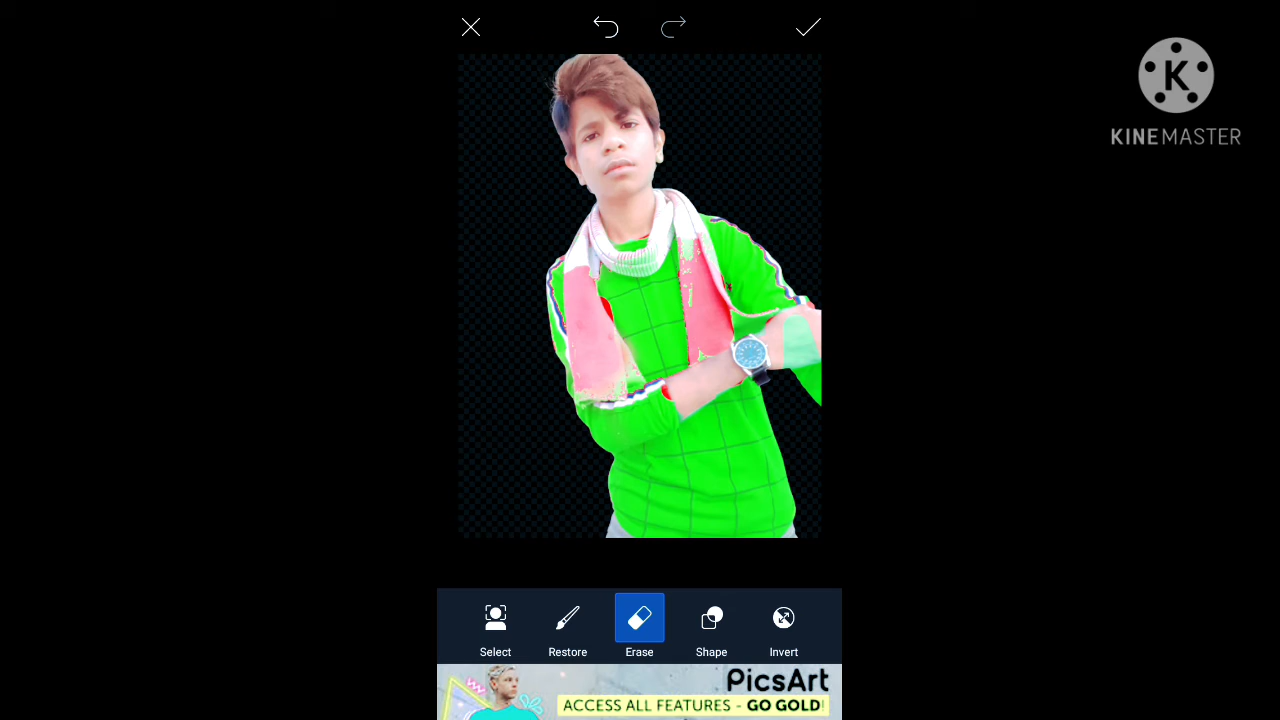 K
KINEMASTER
Select
Restore
Erase
Shape
Invert
PicsArt
ACCESS ALL FEATURES - GO GOLD!